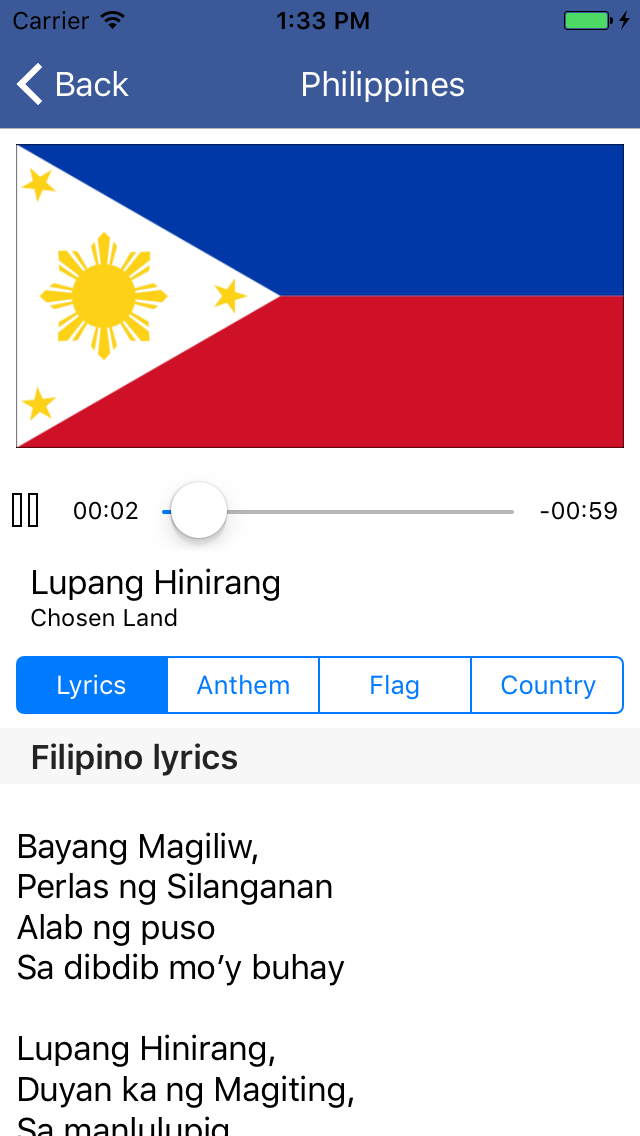 Carrier 1:33 PM
Back Philippines
00:02 -00:59
Lupang Hinirang
Chosen Land
Lyrics Anthem Flag Country
Filipino lyrics
Bayang Magiliw,
Perlas ng Silanganan
Alab ng puso
Sa dibdib mo’y buhay
Lupang Hinirang,
Duyan ka ng Magiting,
Sa manlulupig